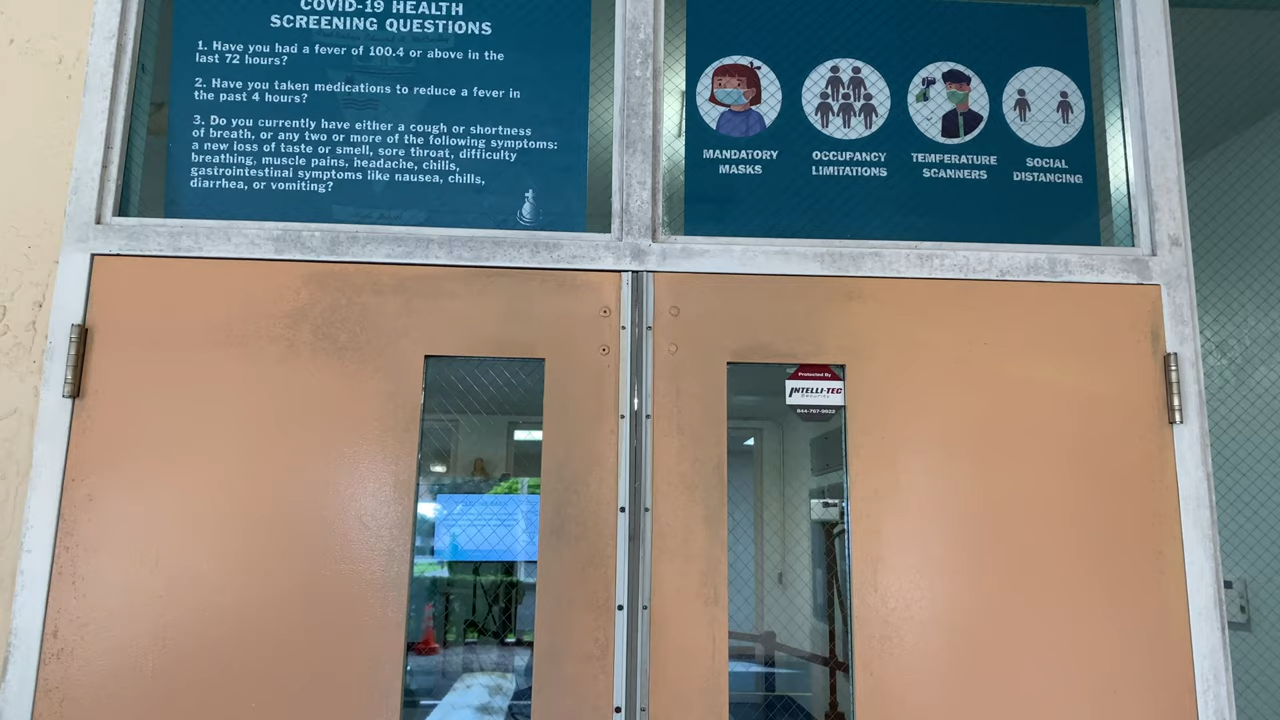 COVID-19 HEALTH
SCREENING QUESTIONS
1. Have you had a fever of 100.4 or above in the
last 72 hours?
2. Have you taken medications to reduce a fever in
the past 4 hours?
3. Do you currently have either a cough or shortness
of breath, or any two or more of the following symptoms:
a new loss of taste or smell, sore throat, difficulty
breathing, muscle pains, headache, chills,
gastrointestinal symptoms like nausea, chills,
diarrhea, or vomiting?
MANDATORY
MASKS
OCCUPANCY
LIMITATIONS
TEMPERATURE
SCANNERS
SOCIAL
DISTANCING
Protected By
INTELLI-TEC
Security
844-767-9922